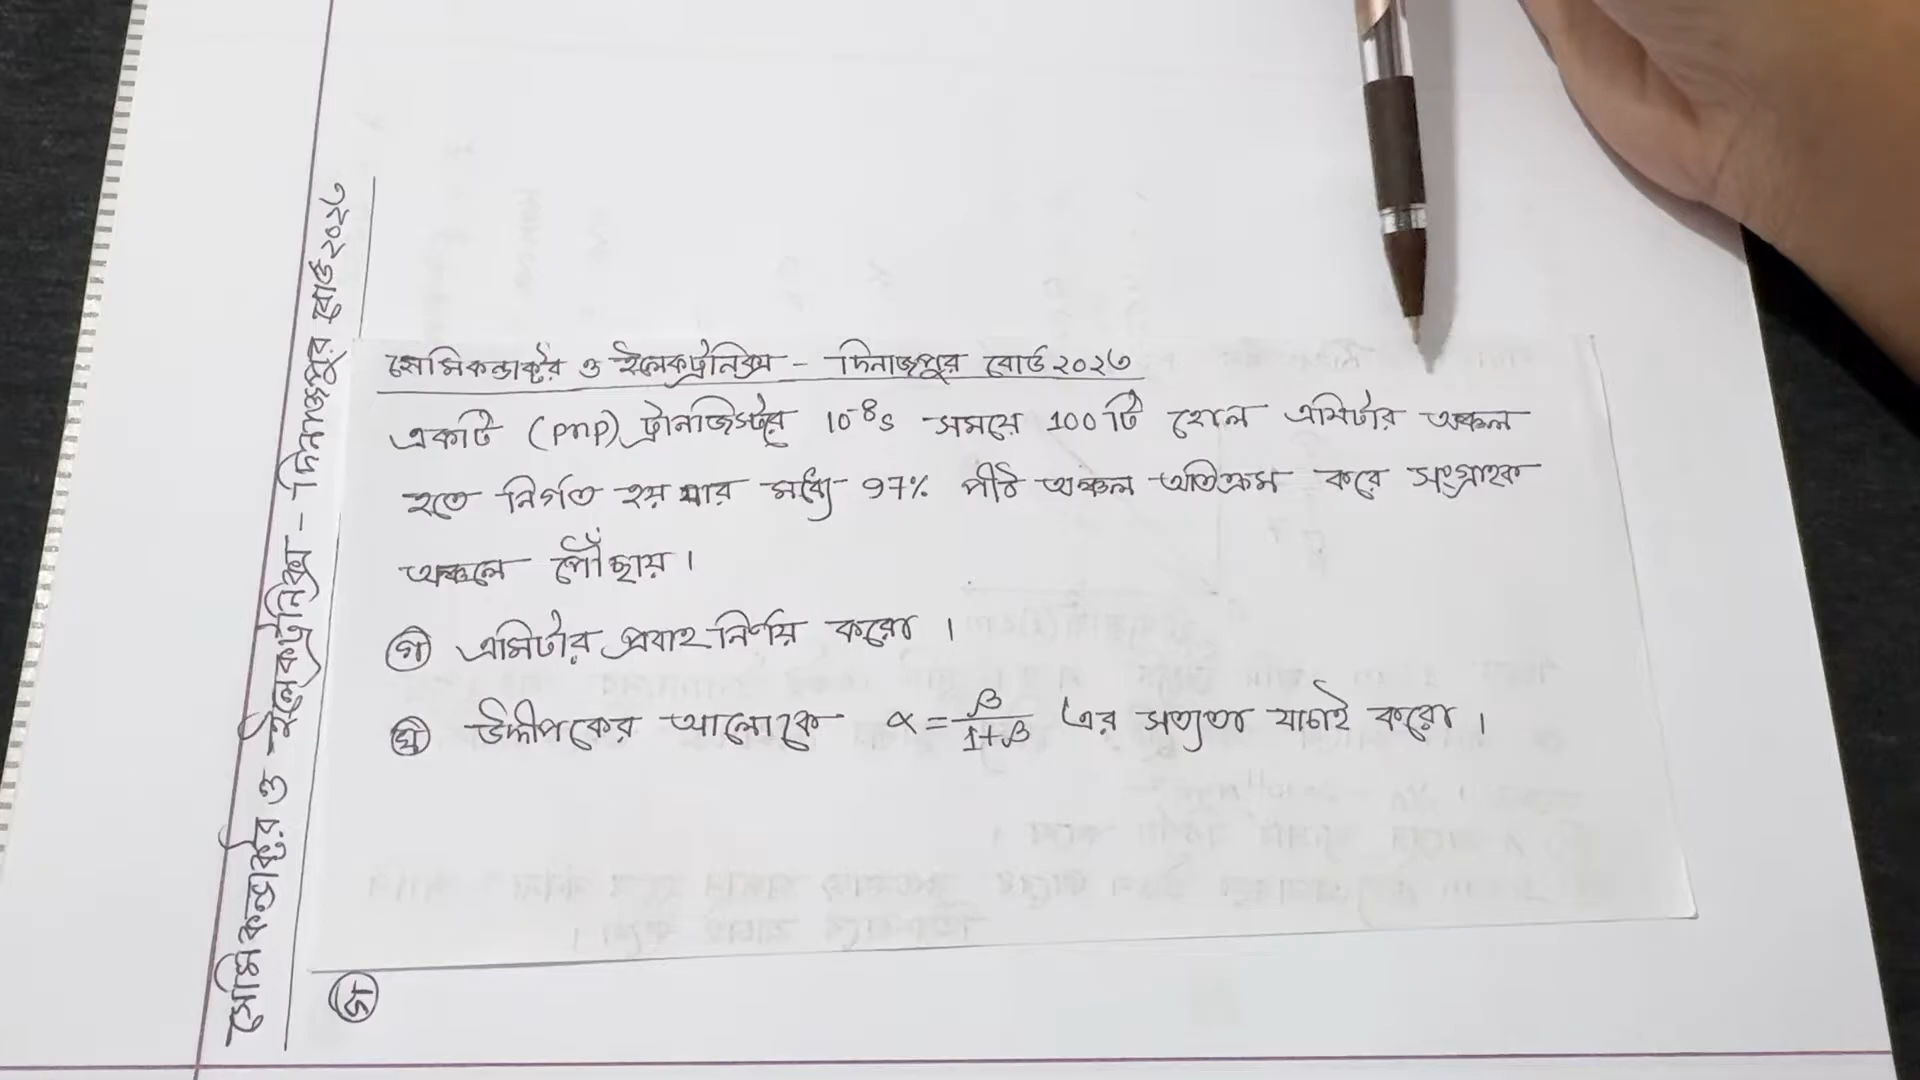 সেমিকন্ডাক্টর ও ইলেকট্রনিক্স - দিনাজপুর বোর্ড ২০২৩
সেমিকন্ডাক্টর ও ইলেকট্রনিক্স - দিনাজপুর বোর্ড ২০২৩
একটি (pnp) ট্রানজিস্টরে 10⁻⁸s সময়ে 100টি হোল এমিটার অঞ্চল
হতে নির্গত হয় যার মধ্যে 97% পীঠ অঞ্চল অতিক্রম করে সংগ্রাহক
অঞ্চলে পৌঁছায়।
গ এমিটার প্রবাহ নির্ণয় করো।
ঘ উদ্দীপকের আলোকে α = β/1+β এর সত্যতা যাচাই করো।
গ